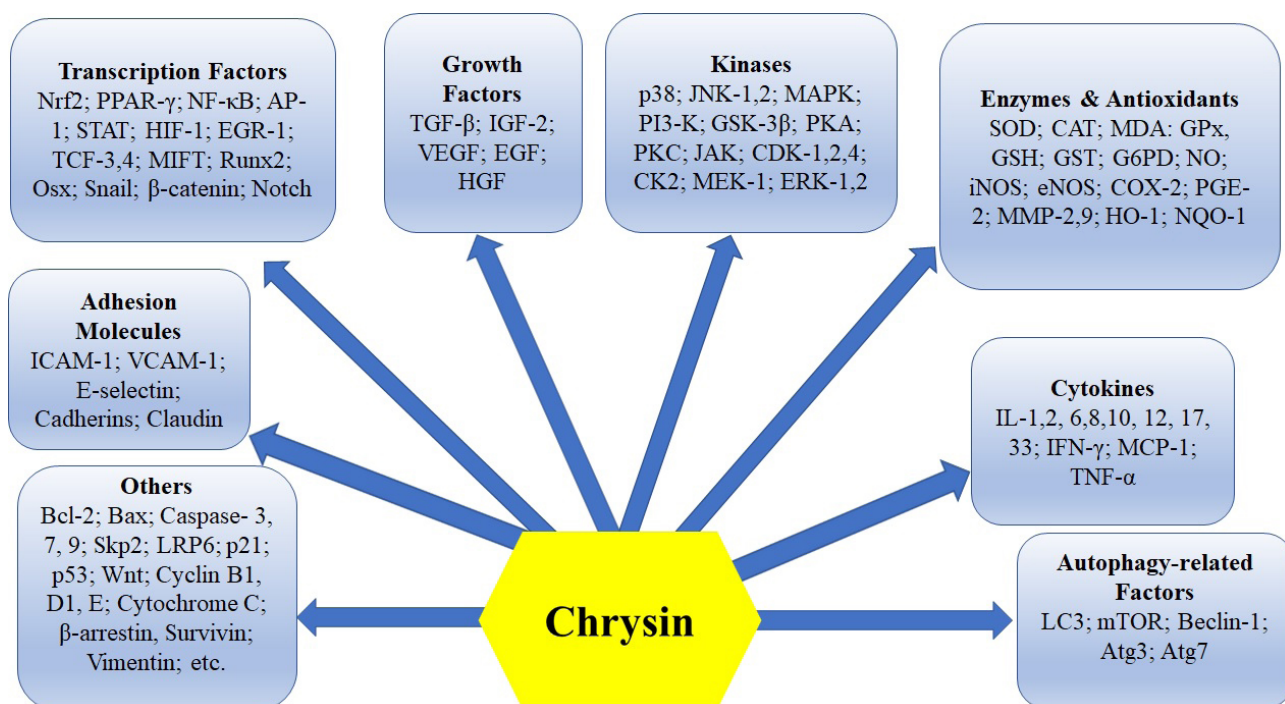 Transcription Factors
Nrf2; PPAR-γ; NF-κB; AP-
1; STAT; HIF-1; EGR-1;
TCF-3,4; MIFT; Runx2;
Osx; Snail; β-catenin; Notch
Growth
Factors
TGF-β; IGF-2;
VEGF; EGF;
HGF
Kinases
p38; JNK-1,2; MAPK;
PI3-K; GSK-3β; PKA;
PKC; JAK; CDK-1,2,4;
CK2; MEK-1; ERK-1,2
Enzymes & Antioxidants
SOD; CAT; MDA: GPx,
GSH; GST; G6PD; NO;
iNOS; eNOS; COX-2; PGE-
2; MMP-2,9; HO-1; NQO-1
Adhesion
Molecules
ICAM-1; VCAM-1;
E-selectin;
Cadherins; Claudin
Cytokines
IL-1,2, 6,8,10, 12, 17,
33; IFN-γ; MCP-1;
TNF-α
Others
Bcl-2; Bax; Caspase- 3,
7, 9; Skp2; LRP6; p21;
p53; Wnt; Cyclin B1,
D1, E; Cytochrome C;
β-arrestin, Survivin;
Vimentin; etc.
Chrysin
Autophagy-related
Factors
LC3; mTOR; Beclin-1;
Atg3; Atg7